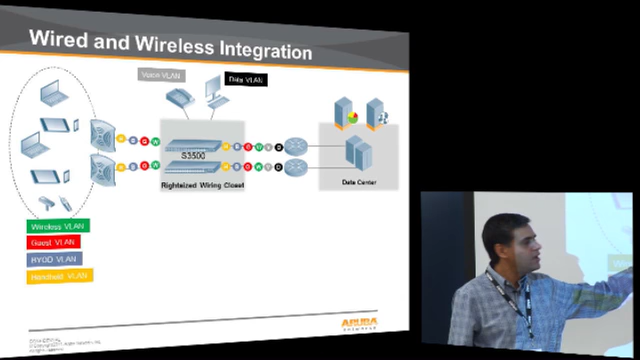 Wired and Wireless Integration
Voice VLAN
Data VLAN
S3500
Rightsized Wiring Closet
Data Center
Wireless VLAN
Guest VLAN
BYOD VLAN
Handheld VLAN
ARUBA
NETWORKS